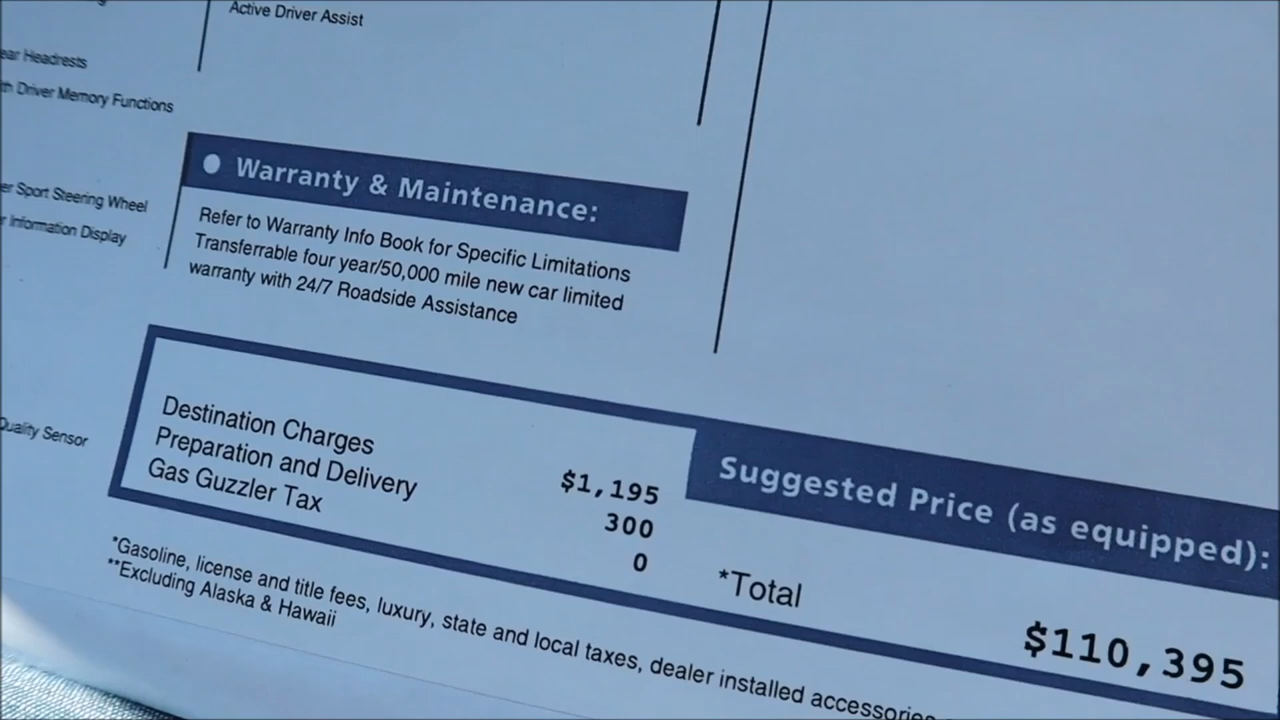 Active Driver Assist
Headrests
Driver Memory Functions
Warranty & Maintenance:
Sport Steering Wheel
Information Display
Refer to Warranty Info Book for Specific Limitations
Transferrable four year/50,000 mile new car limited
warranty with 24/7 Roadside Assistance
Quality Sensor
Destination Charges $1,195
Preparation and Delivery 300
Gas Guzzler Tax 0
Suggested Price (as equipped):
*Total $110,395
*Gasoline, license and title fees, luxury, state and local taxes, dealer installed accessories
**Excluding Alaska & Hawaii